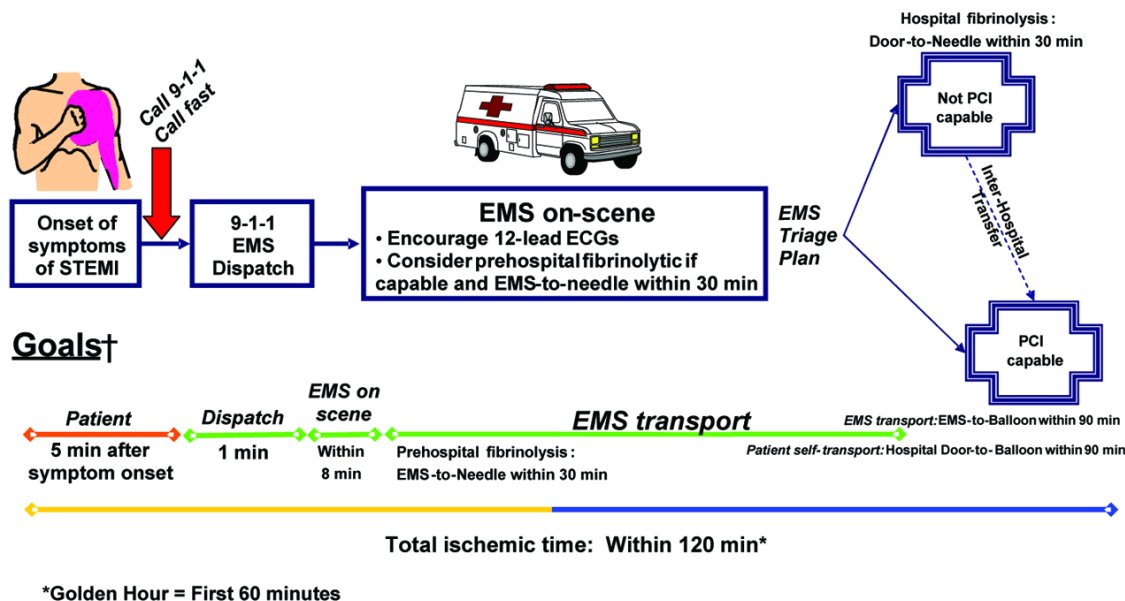 Hospital fibrinolysis :
Door-to-Needle within 30 min
Call 9-1-1
Call fast
Not PCI
capable
Onset of
symptoms
of STEMI
9-1-1
EMS
Dispatch
EMS on-scene
• Encourage 12-lead ECGs
• Consider prehospital fibrinolytic if
capable and EMS-to-needle within 30 min
EMS
Triage
Plan
Inter-Hospital
Transfer
PCI
capable
Goals†
Patient
5 min after
symptom onset
Dispatch
1 min
EMS on
scene
Within
8 min
EMS transport
Prehospital fibrinolysis :
EMS-to-Needle within 30 min
EMS transport: EMS-to-Balloon within 90 min
Patient self-transport: Hospital Door-to-Balloon within 90 min
Total ischemic time: Within 120 min*
*Golden Hour = First 60 minutes